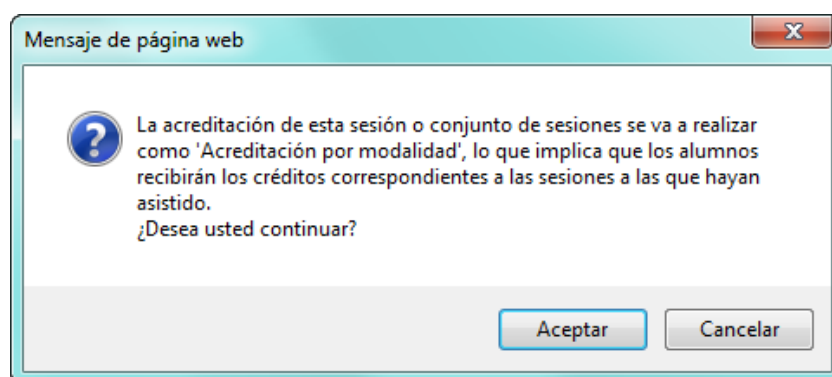 Mensaje de página web
La acreditación de esta sesión o conjunto de sesiones se va a realizar
como 'Acreditación por modalidad', lo que implica que los alumnos
recibirán los créditos correspondientes a las sesiones a las que hayan
asistido.
¿Desea usted continuar?
Aceptar
Cancelar